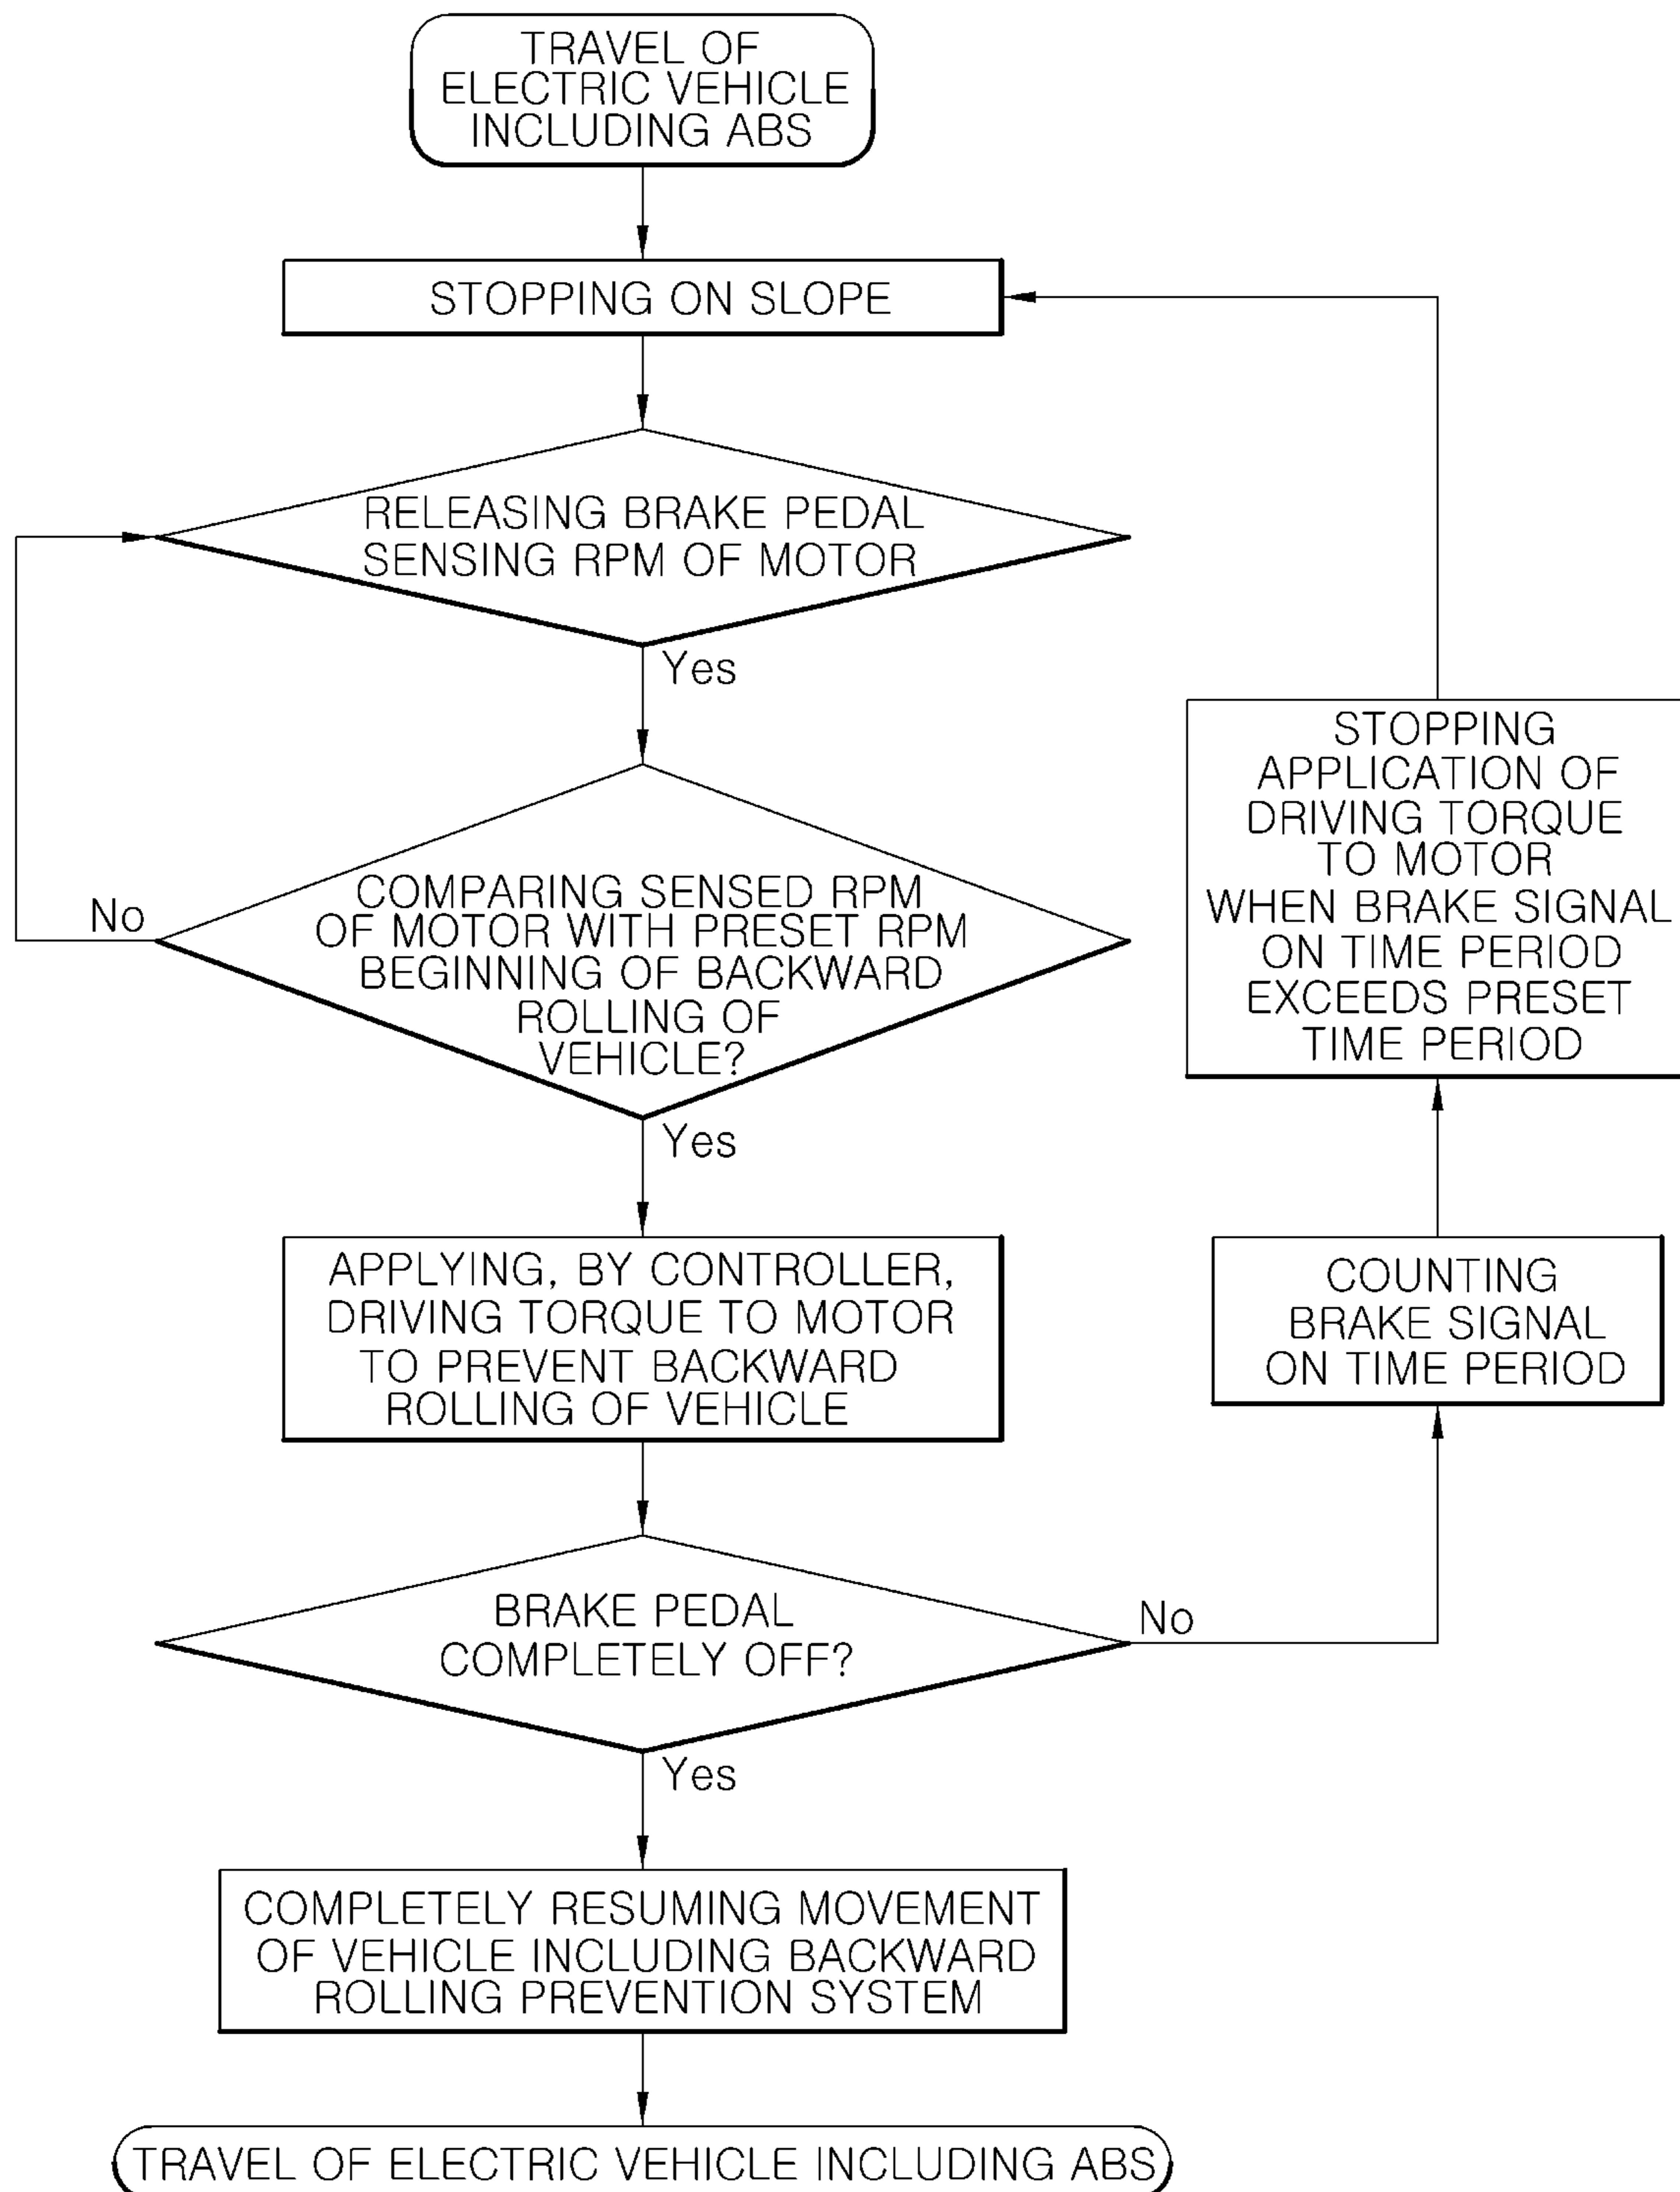 TRAVEL OF
ELECTRIC VEHICLE
INCLUDING ABS
STOPPING ON SLOPE
RELEASING BRAKE PEDAL
SENSING RPM OF MOTOR
Yes
COMPARING SENSED RPM
OF MOTOR WITH PRESET RPM
BEGINNING OF BACKWARD
ROLLING OF
VEHICLE?
No
Yes
APPLYING, BY CONTROLLER,
DRIVING TORQUE TO MOTOR
TO PREVENT BACKWARD
ROLLING OF VEHICLE
BRAKE PEDAL
COMPLETELY OFF?
No
COUNTING
BRAKE SIGNAL
ON TIME PERIOD
STOPPING
APPLICATION OF
DRIVING TORQUE
TO MOTOR
WHEN BRAKE SIGNAL
ON TIME PERIOD
EXCEEDS PRESET
TIME PERIOD
Yes
COMPLETELY RESUMING MOVEMENT
OF VEHICLE INCLUDING BACKWARD
ROLLING PREVENTION SYSTEM
TRAVEL OF ELECTRIC VEHICLE INCLUDING ABS